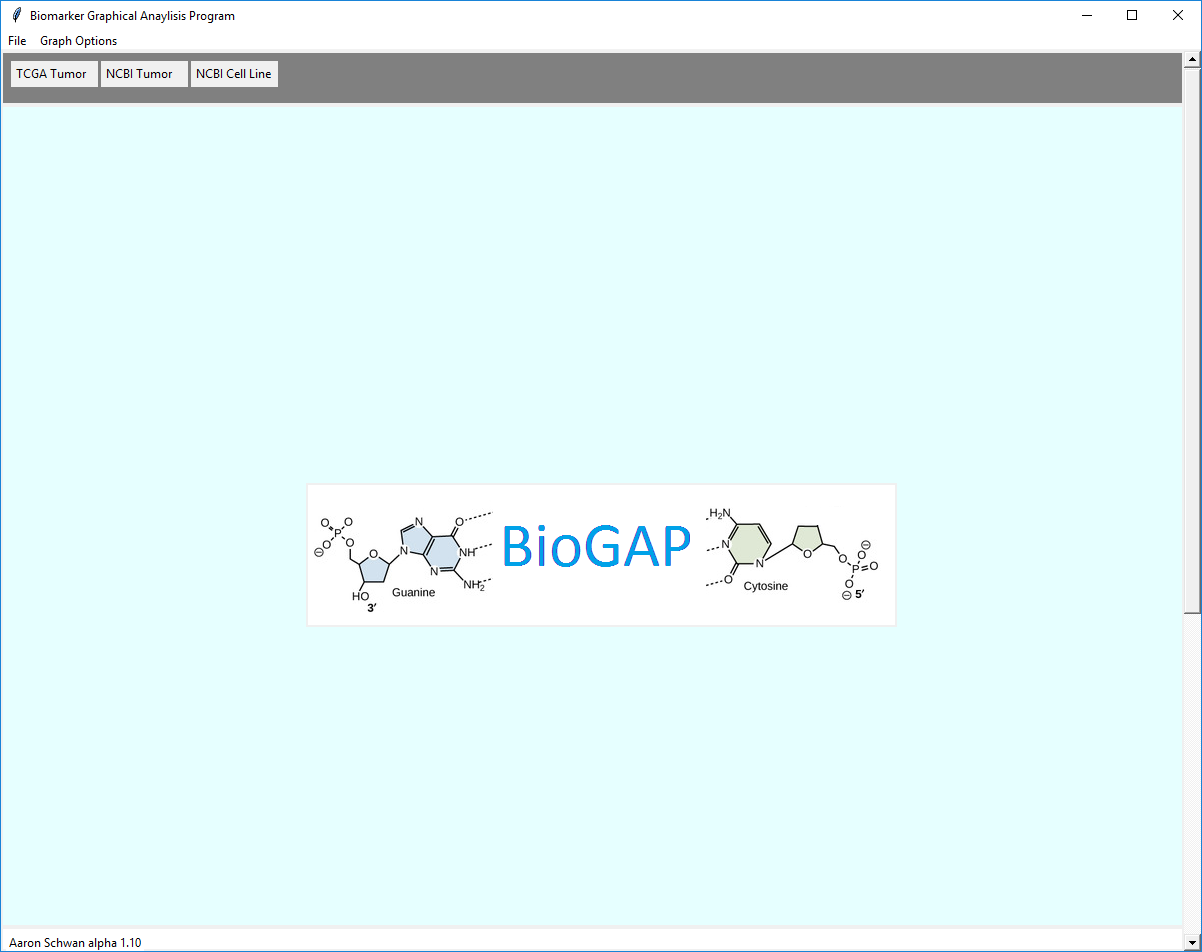 Biomarker Graphical Anaylisis Program
File Graph Options
TCGA Tumor NCBI Tumor NCBI Cell Line
O O P O ⊖ O O HO 3′ N N O NH N NH2 Guanine
BioGAP
H2N N O N Cytosine O O ⊖ O P O O ⊖ 5′
Aaron Schwan alpha 1.10